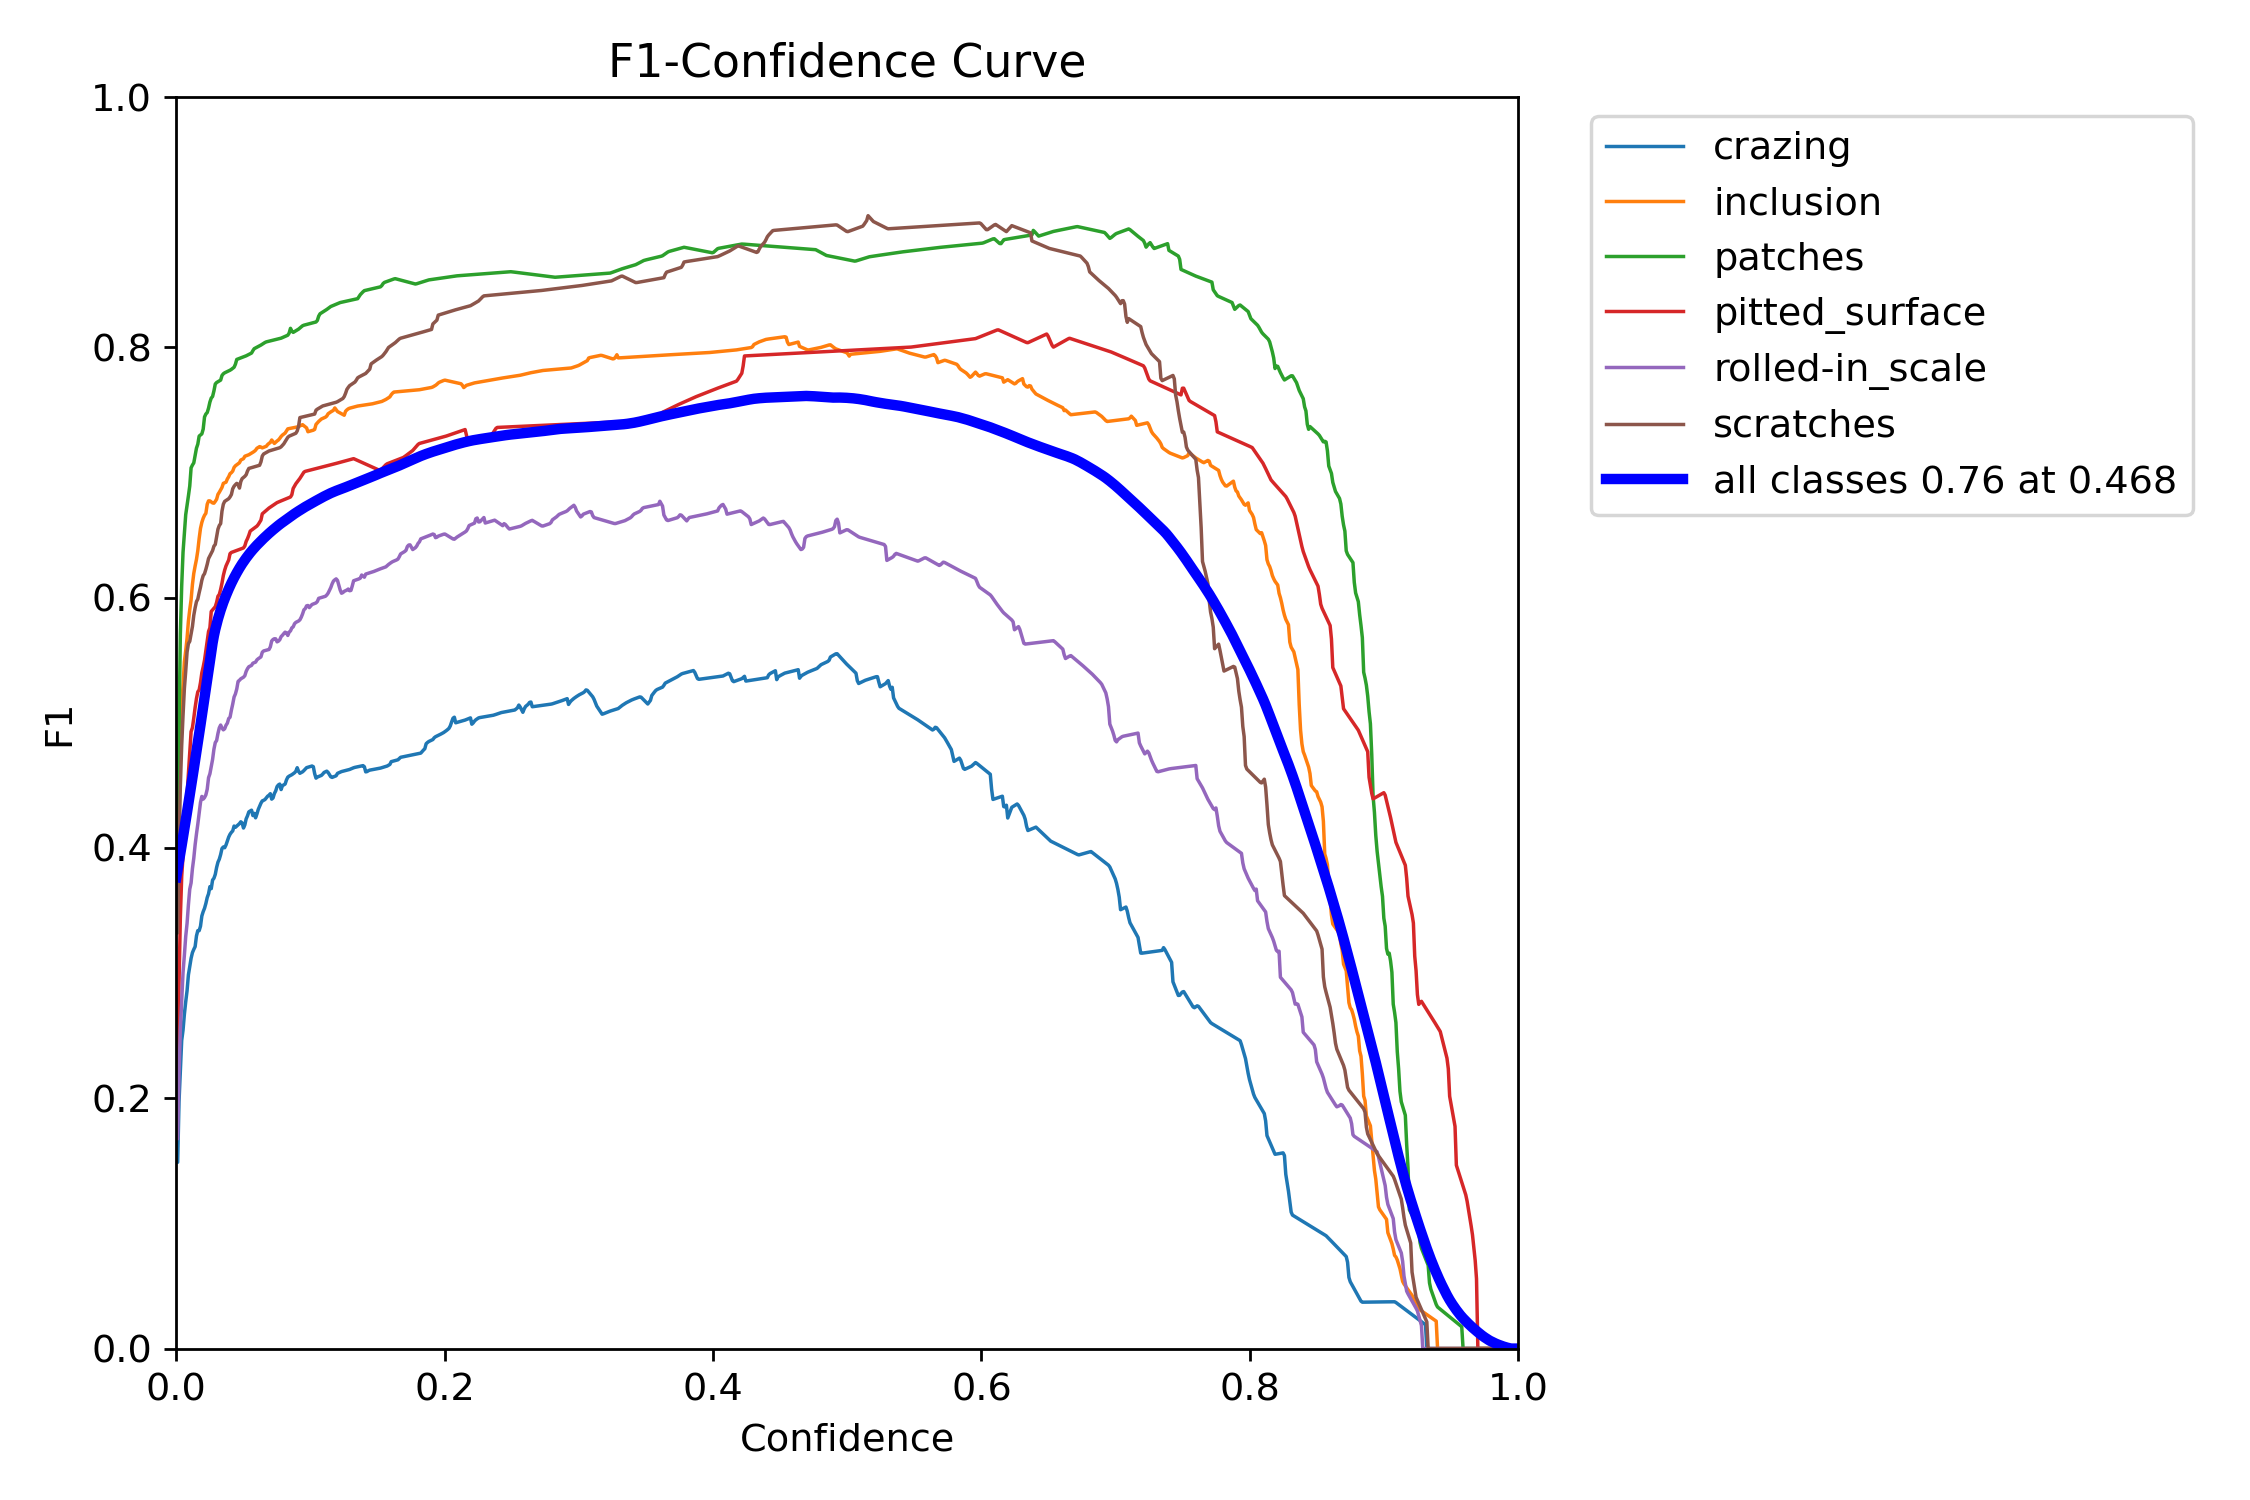 F1-Confidence Curve
1.0
0.8
0.6
0.4
0.2
0.0
F1
0.0 0.2 0.4 0.6 0.8 1.0
Confidence
crazing
inclusion
patches
pitted_surface
rolled-in_scale
scratches
all classes 0.76 at 0.468